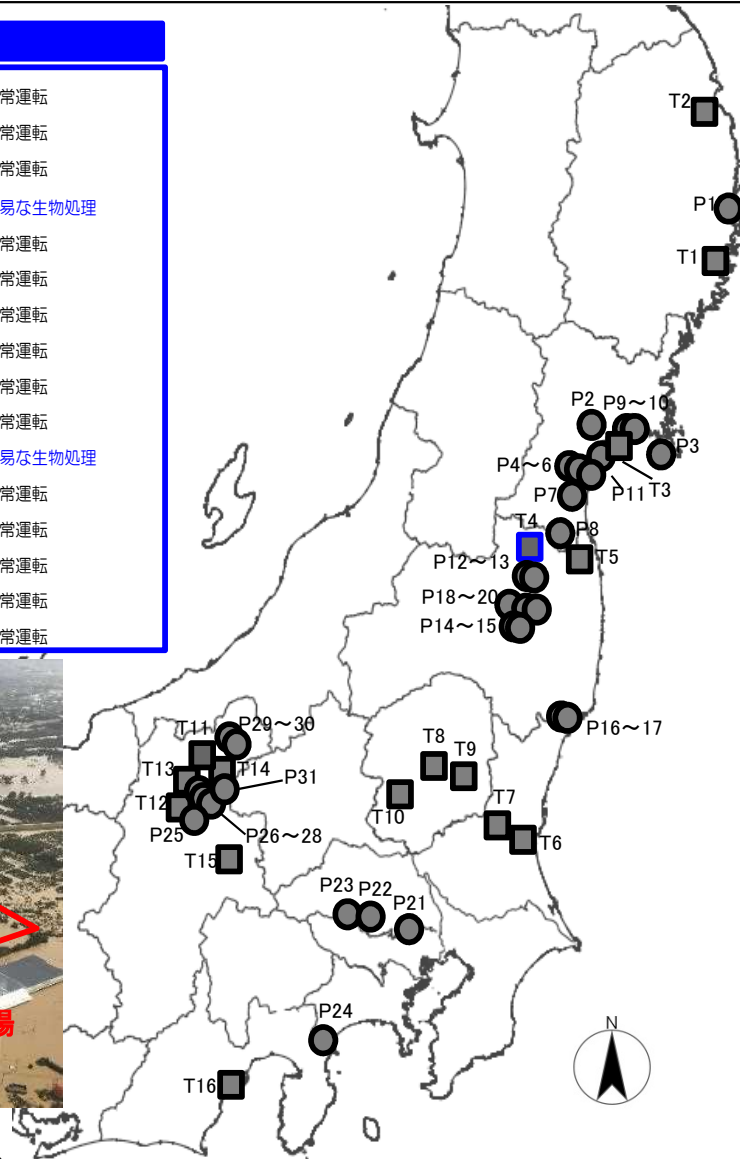 常運転
常運転
常運転
易な生物処理
常運転
常運転
常運転
常運転
常運転
常運転
易な生物処理
常運転
常運転
常運転
常運転
常運転
T2
P1
T1
P2
P9～10
P3
P4～6
P11
T3
P7
T4
P8
T5
P12～13
P18～20
P14～15
P16～17
T11
P29～30
T13
T14
P31
T12
P25
P26～28
T15
T8
T9
T10
T7
T6
P23
P22
P21
P24
T16
場
N